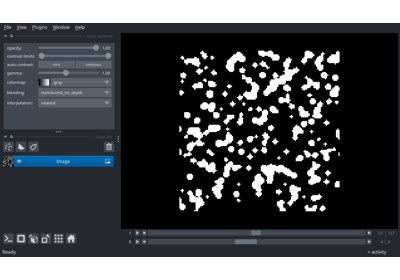 File View Plugins Window Help
opacity: 1.00
contrast limits:
auto-contrast: once continuous
gamma: 1.00
colormap: gray
blending: translucent_no_depth
interpolation: nearest
Image
Ready
activity